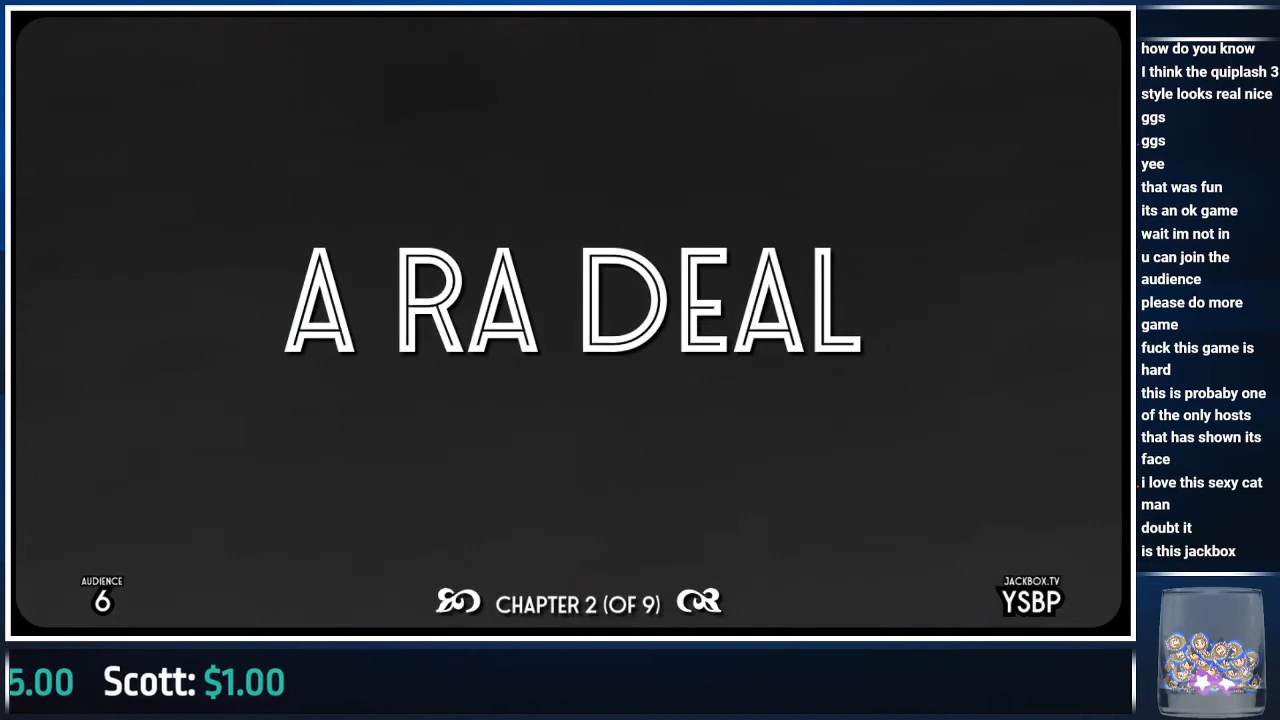 A RA DEAL
AUDIENCE
6
CHAPTER 2 (OF 9)
JACKBOX.TV
YSBP
5.00 Scott: $1.00
how do you know
I think the quiplash 3
style looks real nice
ggs
ggs
yee
that was fun
its an ok game
wait im not in
u can join the
audience
please do more
game
fuck this game is
hard
this is probaby one
of the only hosts
that has shown its
face
i love this sexy cat
man
doubt it
is this jackbox